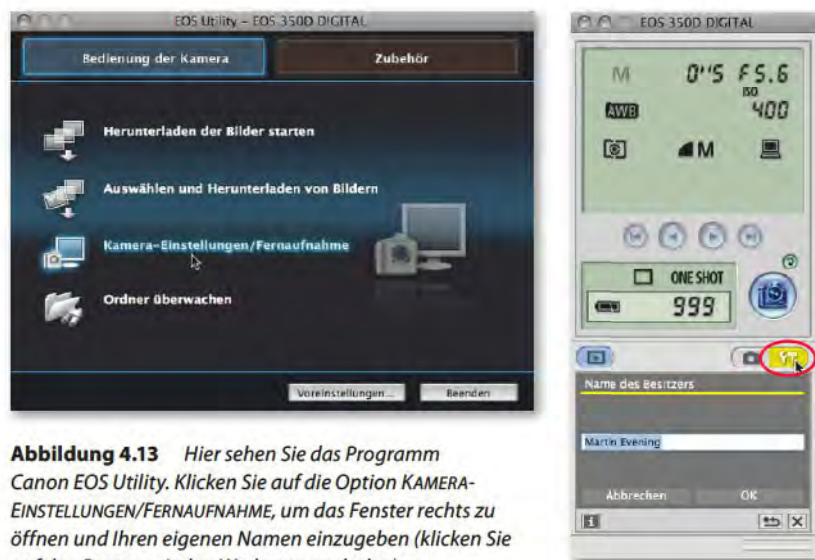 EOS Utility – EOS 350D DIGITAL
Bedienung der Kamera
Zubehör
Herunterladen der Bilder starten
Auswählen und Herunterladen von Bildern
Kamera-Einstellungen/Fernaufnahme
Ordner überwachen
Voreinstellungen...
Beenden
EOS 350D DIGITAL
M 0"5 F5.6
ISO
AWB 400
M
ONE SHOT
999
Name des Besitzers
Martin Evening
Abbrechen OK
Abbildung 4.13 Hier sehen Sie das Programm
Canon EOS Utility. Klicken Sie auf die Option KAMERA-
EINSTELLUNGEN/FERNAUFNAHME, um das Fenster rechts zu
öffnen und Ihren eigenen Namen einzugeben (klicken Sie